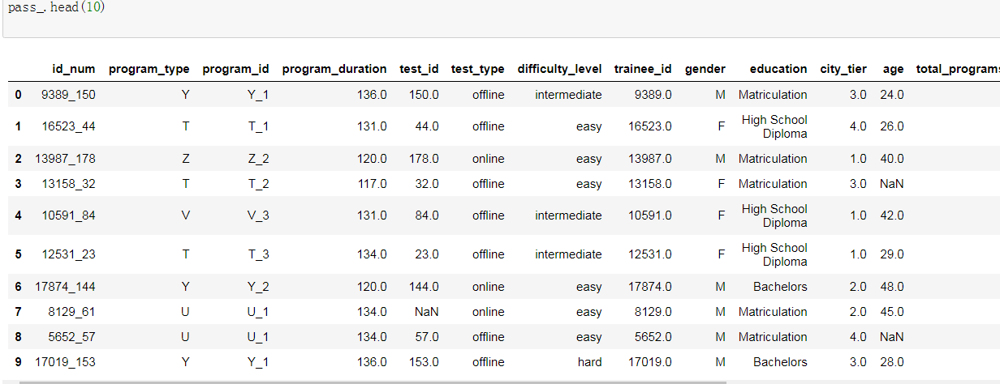 pass_.head(10)
id_num program_type program_id program_duration test_id test_type difficulty_level trainee_id gender education city_tier age total_programs
0 9389_150 Y Y_1 136.0 150.0 offline intermediate 9389.0 M Matriculation 3.0 24.0
1 16523_44 T T_1 131.0 44.0 offline easy 16523.0 F High School Diploma 4.0 26.0
2 13987_178 Z Z_2 120.0 178.0 online easy 13987.0 M Matriculation 1.0 40.0
3 13158_32 T T_2 117.0 32.0 offline easy 13158.0 F Matriculation 3.0 NaN
4 10591_84 V V_3 131.0 84.0 offline intermediate 10591.0 F High School Diploma 1.0 42.0
5 12531_23 T T_3 134.0 23.0 offline intermediate 12531.0 F High School Diploma 1.0 29.0
6 17874_144 Y Y_2 120.0 144.0 online easy 17874.0 M Bachelors 2.0 48.0
7 8129_61 U U_1 134.0 NaN online easy 8129.0 M Matriculation 2.0 45.0
8 5652_57 U U_1 134.0 57.0 offline easy 5652.0 M Matriculation 4.0 NaN
9 17019_153 Y Y_1 136.0 153.0 offline hard 17019.0 M Bachelors 3.0 28.0